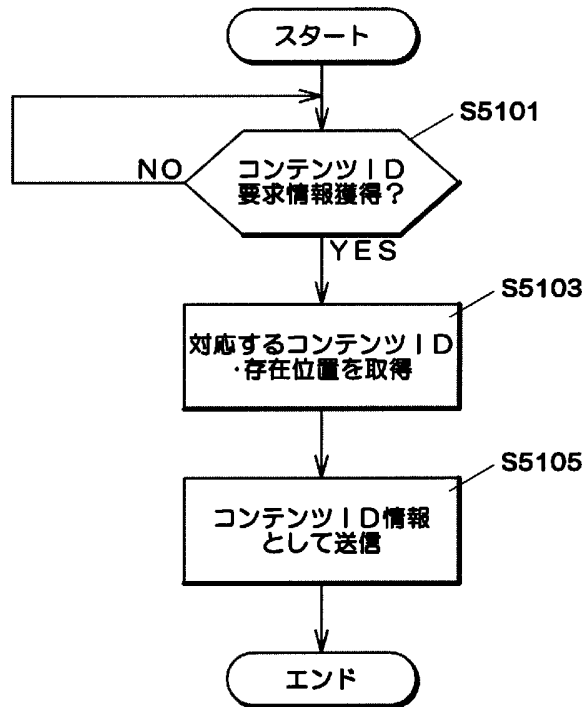 スタート
S5101
NO
コンテンツID
要求情報獲得？
YES
S5103
対応するコンテンツID
・存在位置を取得
S5105
コンテンツID情報
として送信
エンド